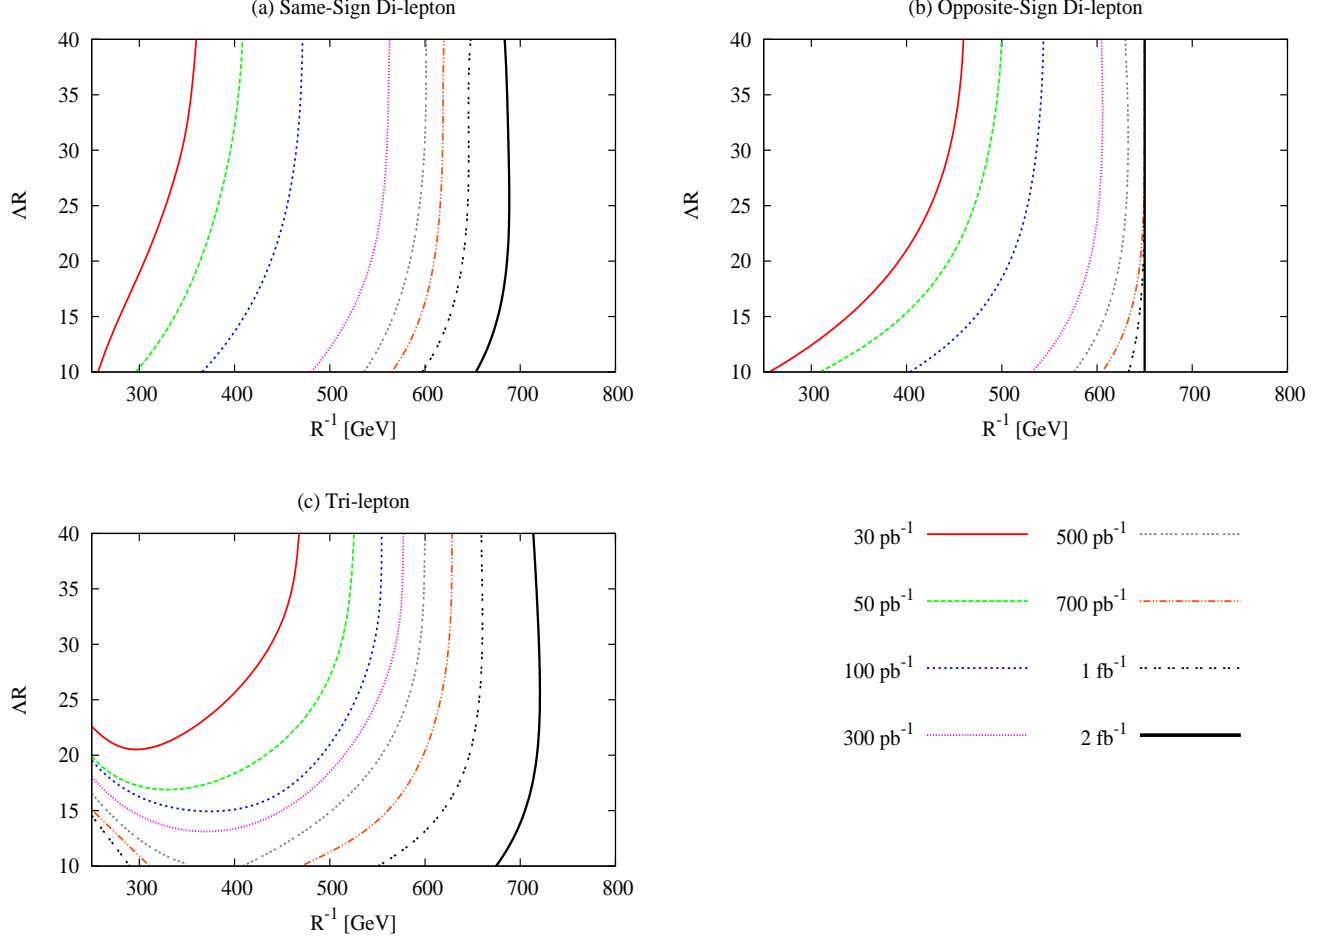 (a) Same-Sign Di-lepton
40
35
30
25
20
15
10
ΛR
300 400 500 600 700 800
R⁻¹ [GeV]
(b) Opposite-Sign Di-lepton
40
35
30
25
20
15
10
ΛR
300 400 500 600 700 800
R⁻¹ [GeV]
(c) Tri-lepton
40
35
30
25
20
15
10
ΛR
300 400 500 600 700 800
R⁻¹ [GeV]
30 pb⁻¹
50 pb⁻¹
100 pb⁻¹
300 pb⁻¹
500 pb⁻¹
700 pb⁻¹
1 fb⁻¹
2 fb⁻¹